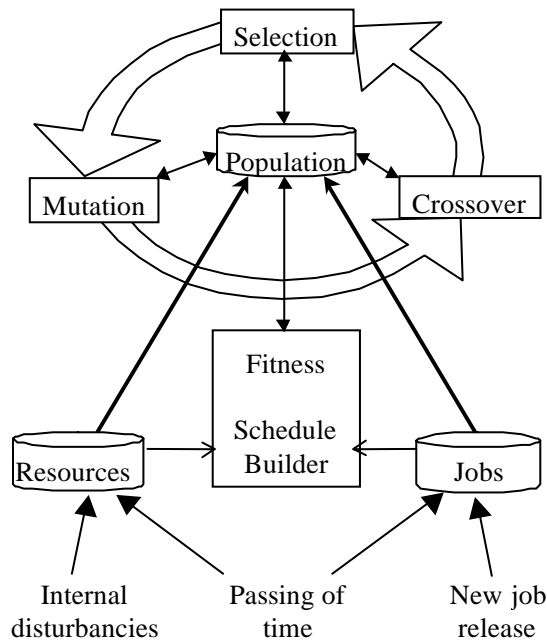 Selection
Population
Mutation
Crossover
Fitness
Schedule
Builder
Resources
Jobs
Internal
disturbancies
Passing of
time
New job
release